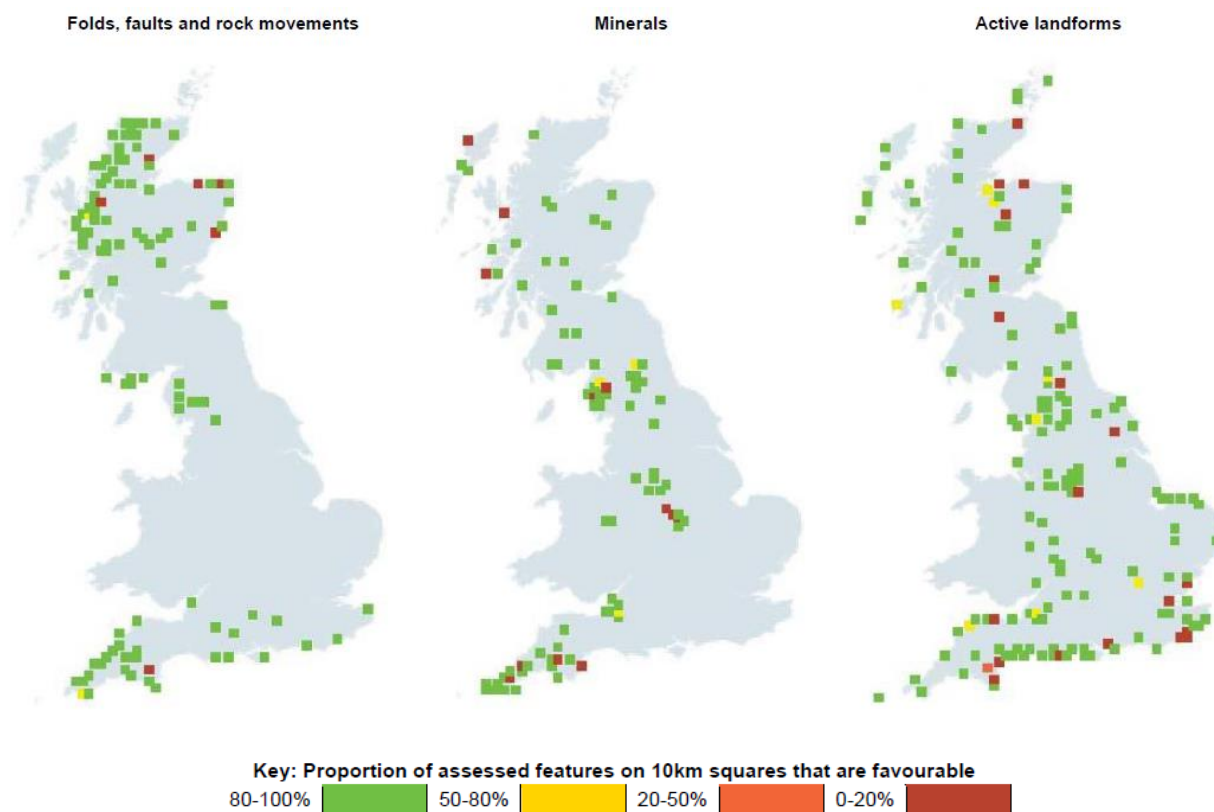 Folds, faults and rock movements
Minerals
Active landforms
Key: Proportion of assessed features on 10km squares that are favourable
80-100% 50-80% 20-50% 0-20%